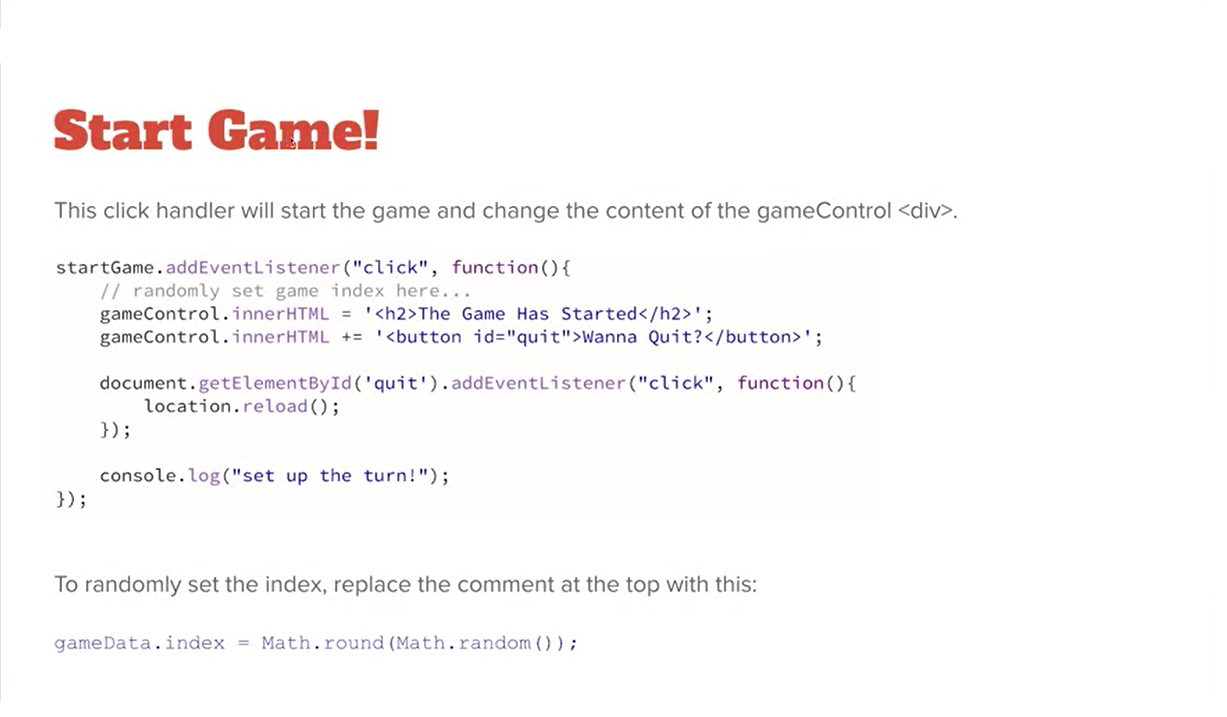 Start Game!
This click handler will start the game and change the content of the gameControl <div>.
startGame.addEventListener("click", function(){
    // randomly set game index here...
    gameControl.innerHTML = '<h2>The Game Has Started</h2>';
    gameControl.innerHTML += '<button id="quit">Wanna Quit?</button>';
    document.getElementById('quit').addEventListener("click", function(){
        location.reload();
    });
    console.log("set up the turn!");
});
To randomly set the index, replace the comment at the top with this:
gameData.index = Math.round(Math.random());